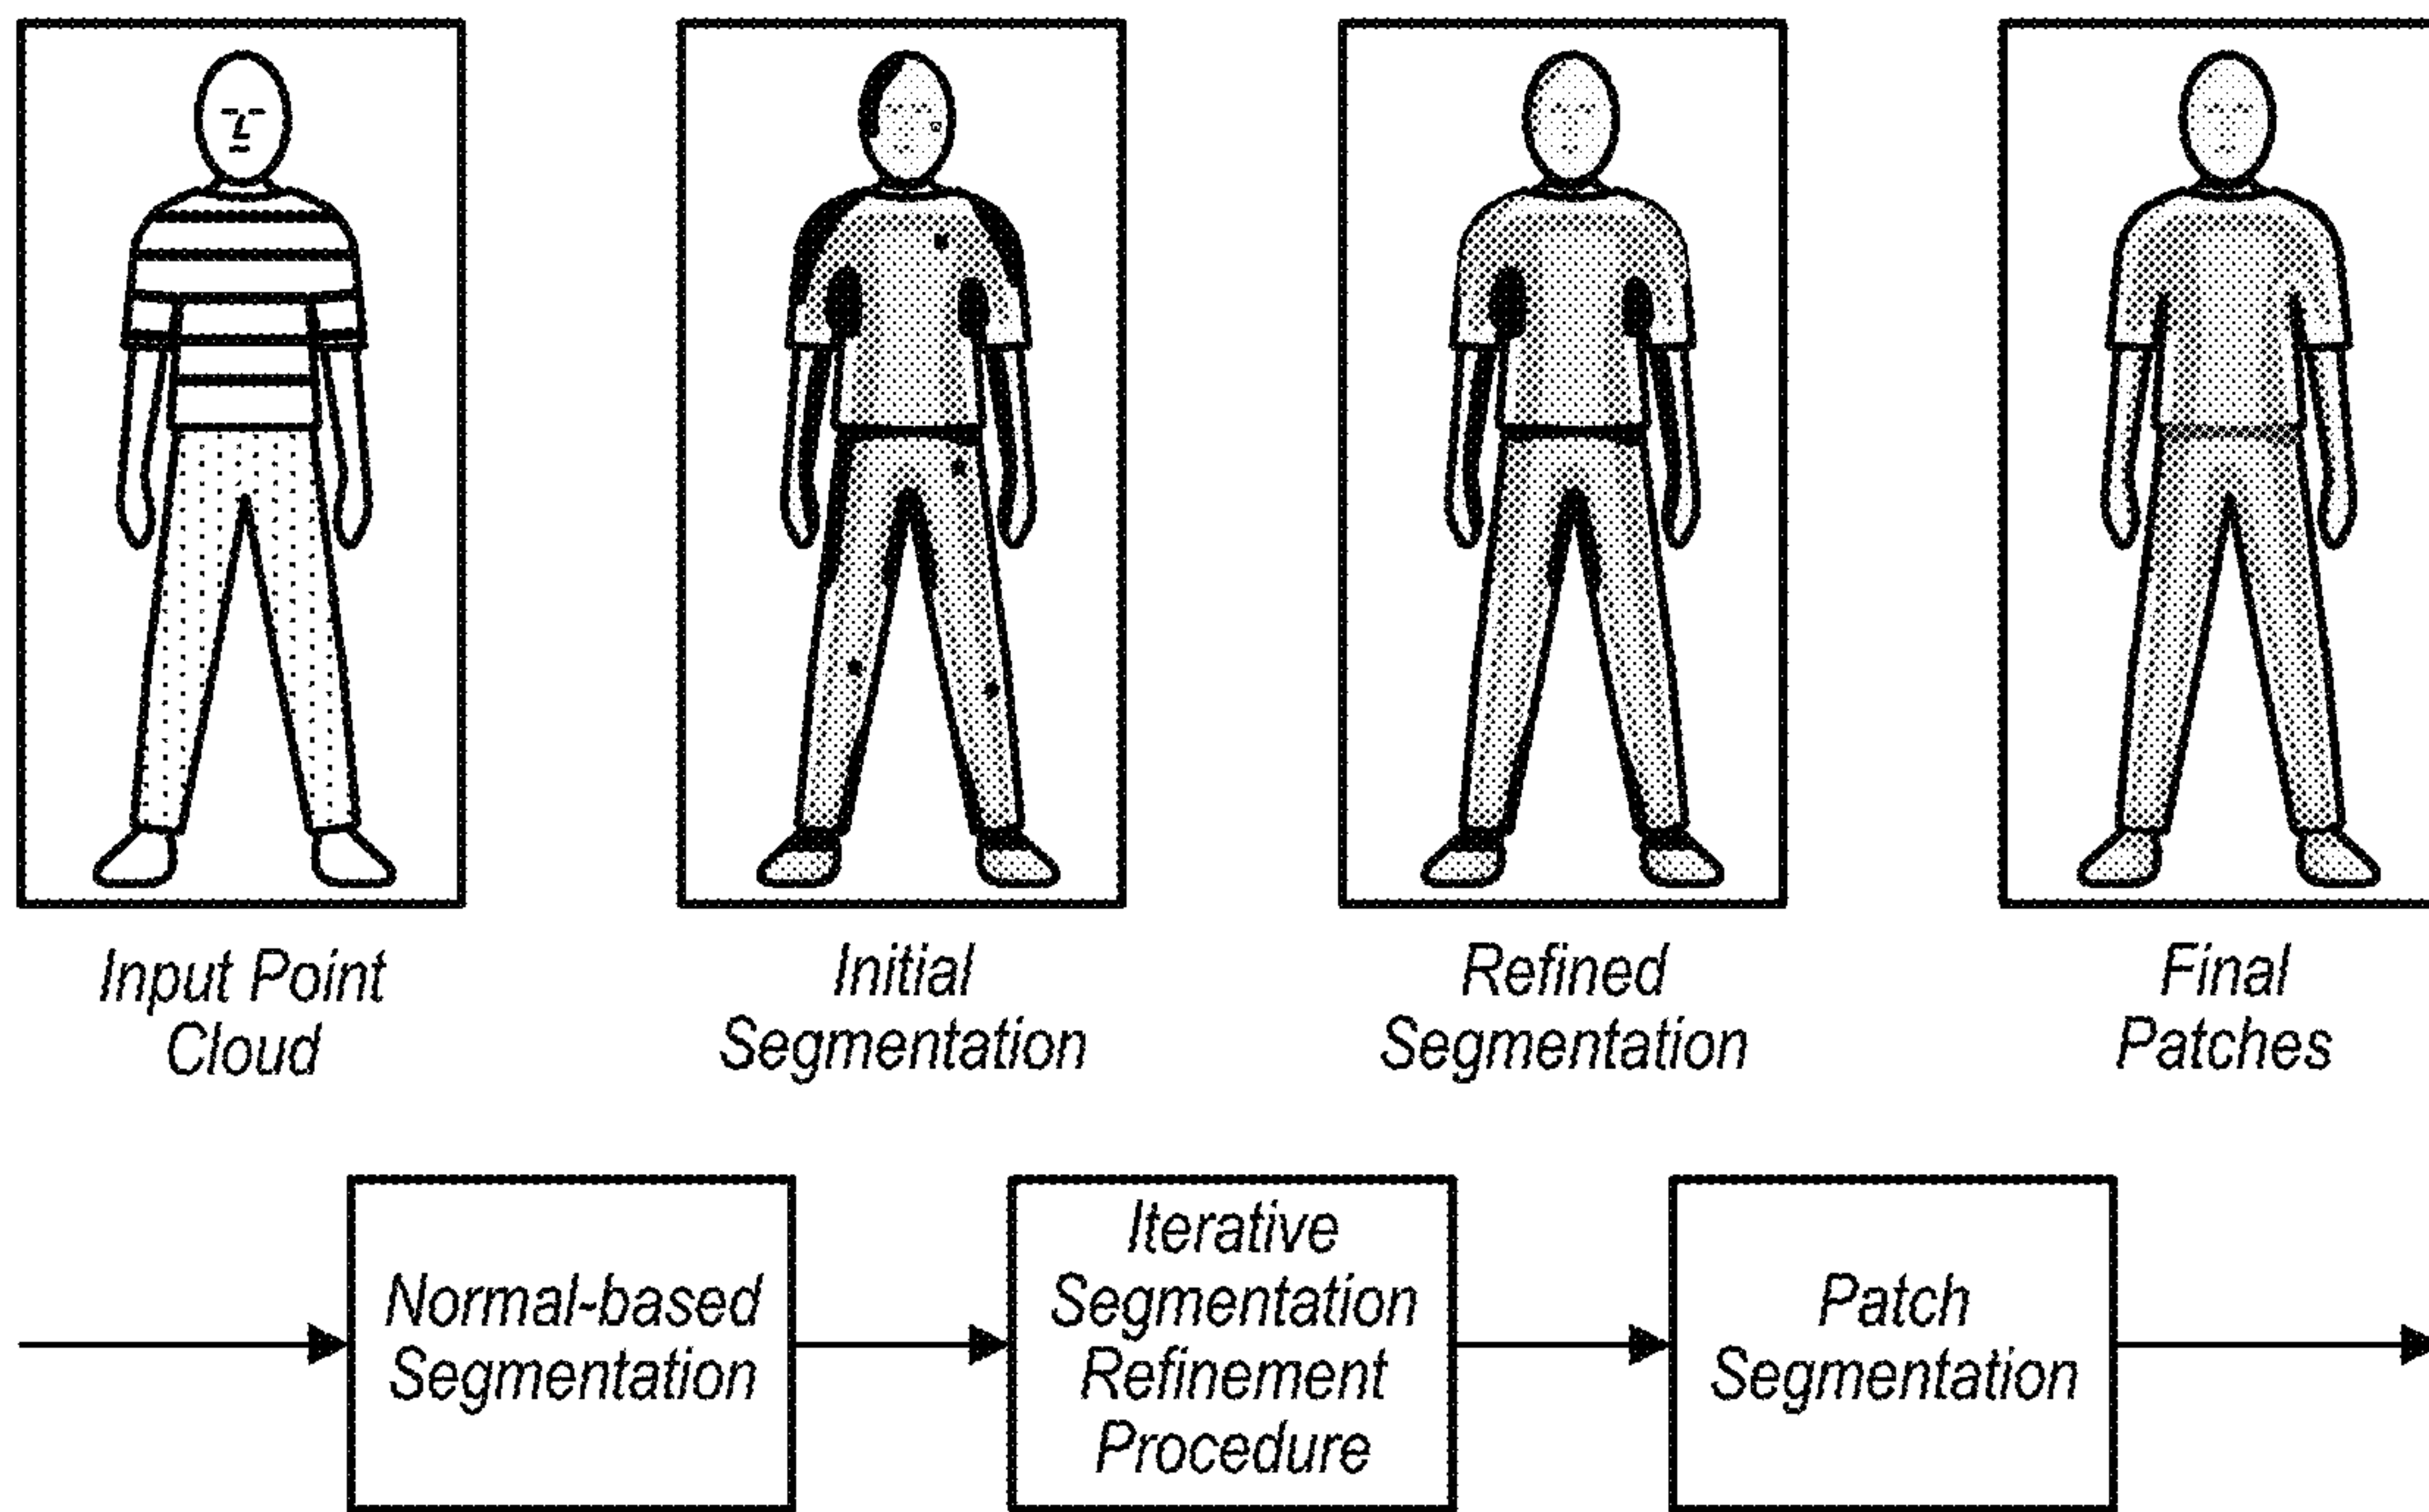 Input Point
Cloud
Initial
Segmentation
Refined
Segmentation
Final
Patches
Normal-based
Segmentation
Iterative
Segmentation
Refinement
Procedure
Patch
Segmentation